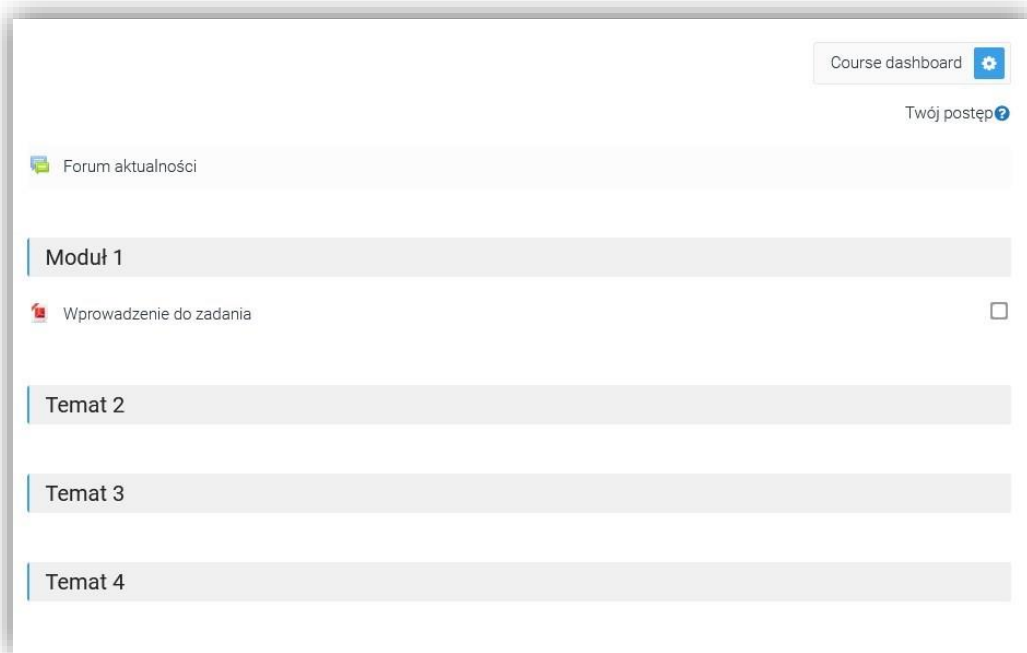 Course dashboard
Twój postęp
Forum aktualności
Moduł 1
Wprowadzenie do zadania
Temat 2
Temat 3
Temat 4